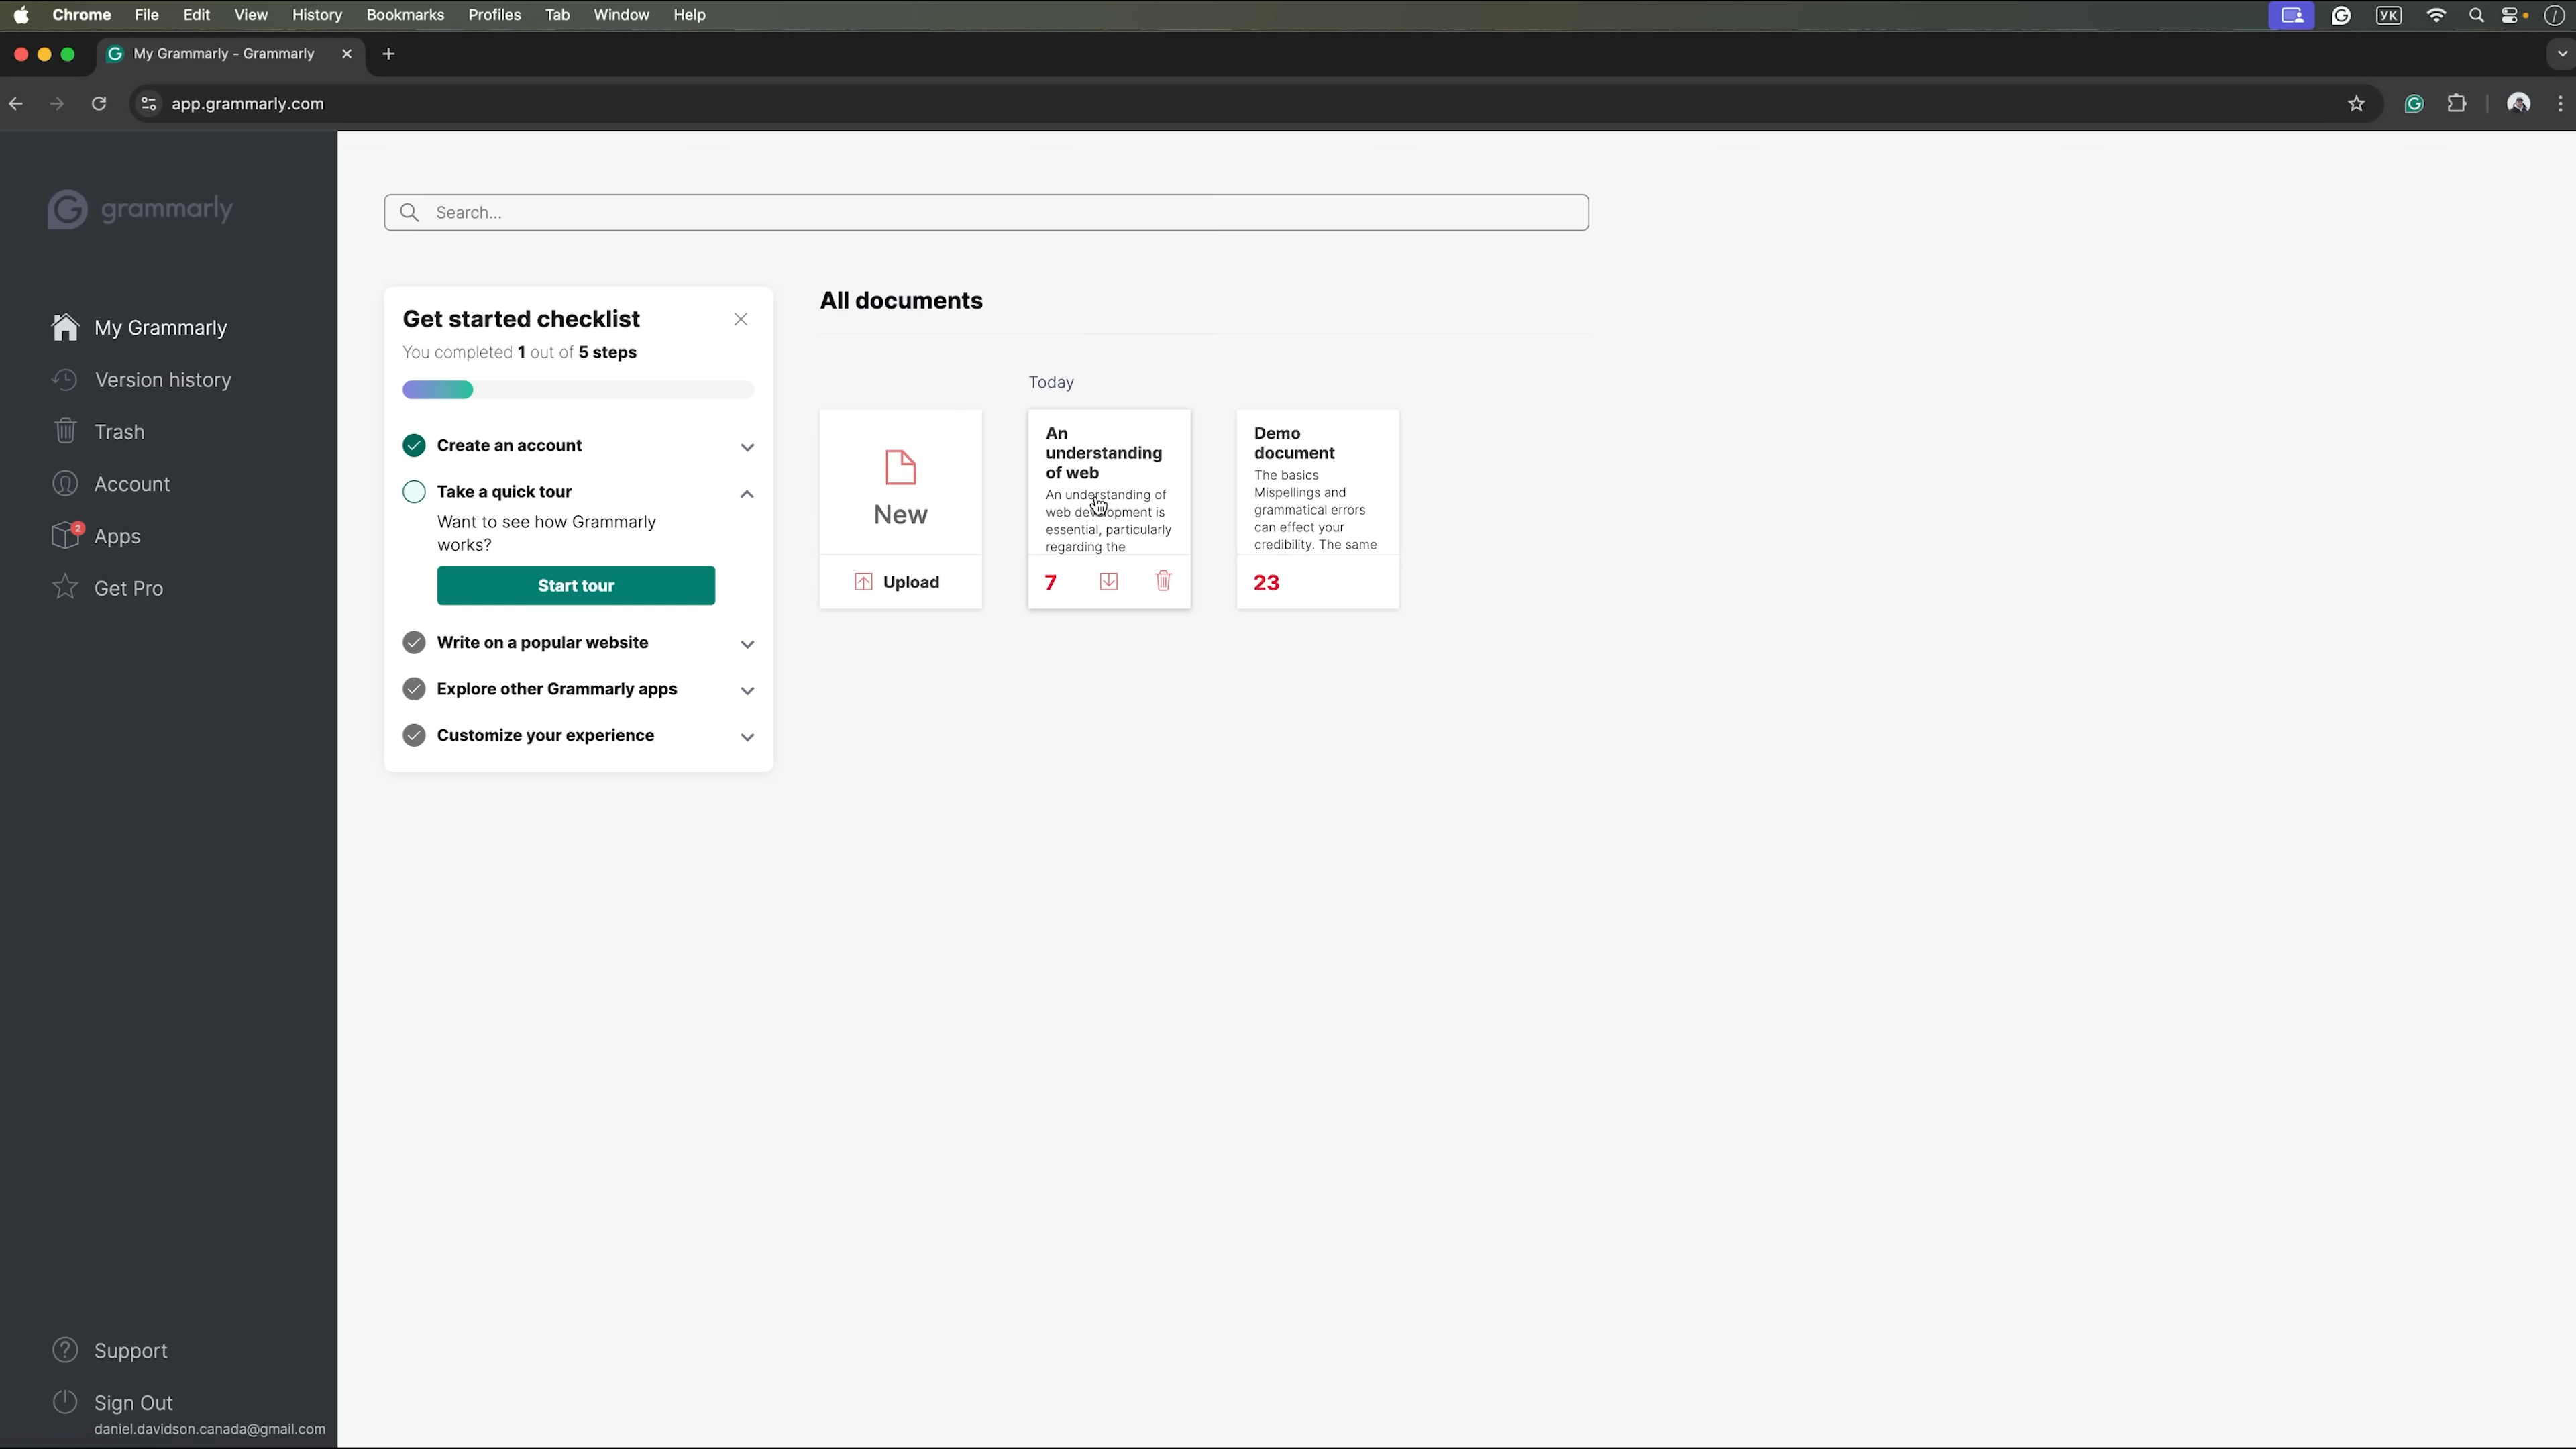 Chrome File Edit View History Bookmarks Profiles Tab Window Help
УК
My Grammarly - Grammarly
app.grammarly.com
grammarly
My Grammarly
Version history
Trash
Account
2
Apps
Get Pro
Support
Sign Out
daniel.davidson.canada@gmail.com
Search...
Get started checklist
You completed 1 out of 5 steps
Create an account
Take a quick tour
Want to see how Grammarly
works?
Start tour
Write on a popular website
Explore other Grammarly apps
Customize your experience
All documents
Today
New
Upload
An
understanding
of web
An understanding of
web development is
essential, particularly
regarding the
7
Demo
document
The basics
Mispellings and
grammatical errors
can effect your
credibility. The same
23